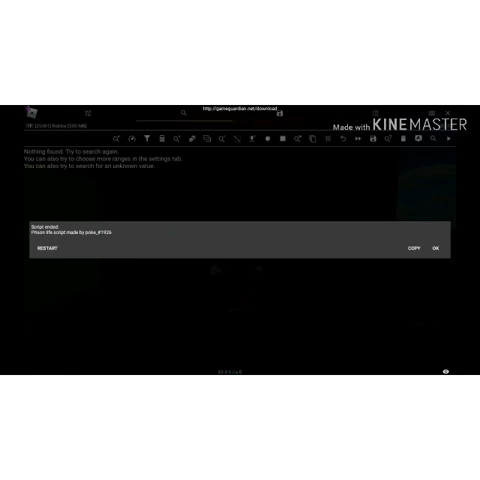 http://gameguardian.net/download
Made with KINEMASTER
Nothing found. Try to search again.
You can also try to choose more ranges in the settings tab.
You can also try to search for an unknown value.
Script ended:
Prison life script made by poke_#1926
RESTART
COPY
OK